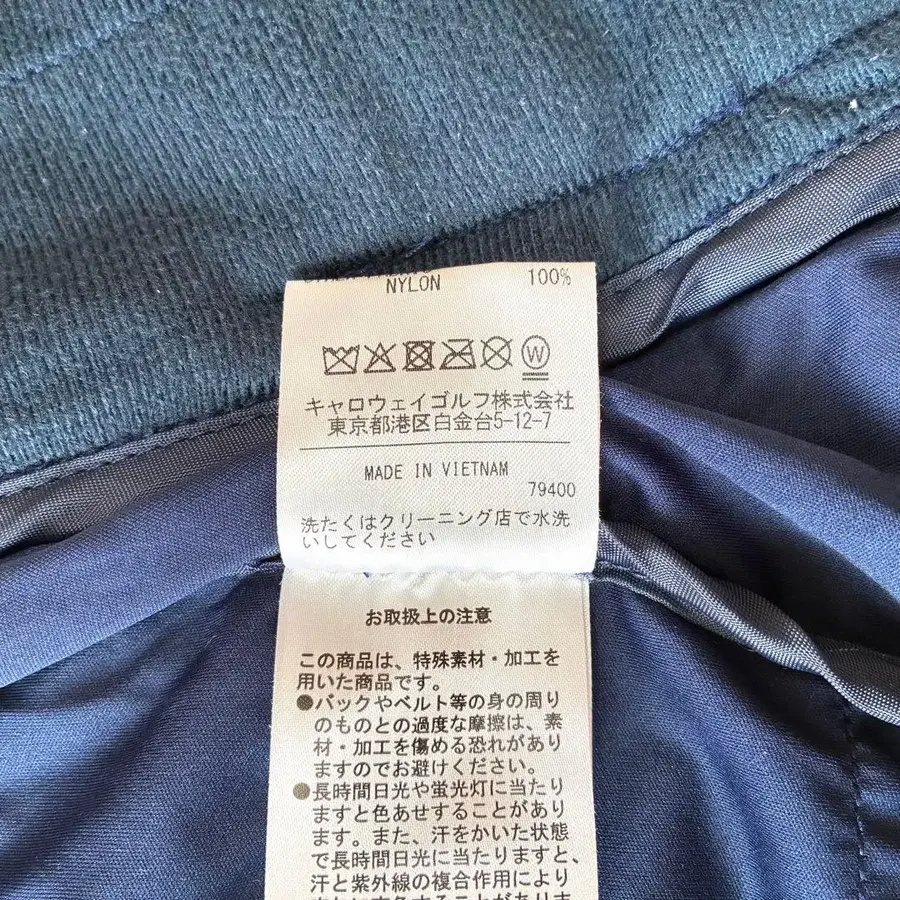 NYLON 100%
W
キャロウェイゴルフ株式会社
東京都港区白金台5-12-7
MADE IN VIETNAM
79400
洗たくはクリーニング店で水洗
いしてください
お取扱上の注意
この商品は、特殊素材・加工を
用いた商品です。
●バックやベルト等の身の周り
のものとの過度な摩擦は、素
材・加工を傷める恐れがあり
ますのでお避けください。
●長時間日光や蛍光灯に当たり
ますと色あせすることがあり
ます。また、汗をかいた状態
で長時間日光に当たりますと、
汗と紫外線の複合作用により